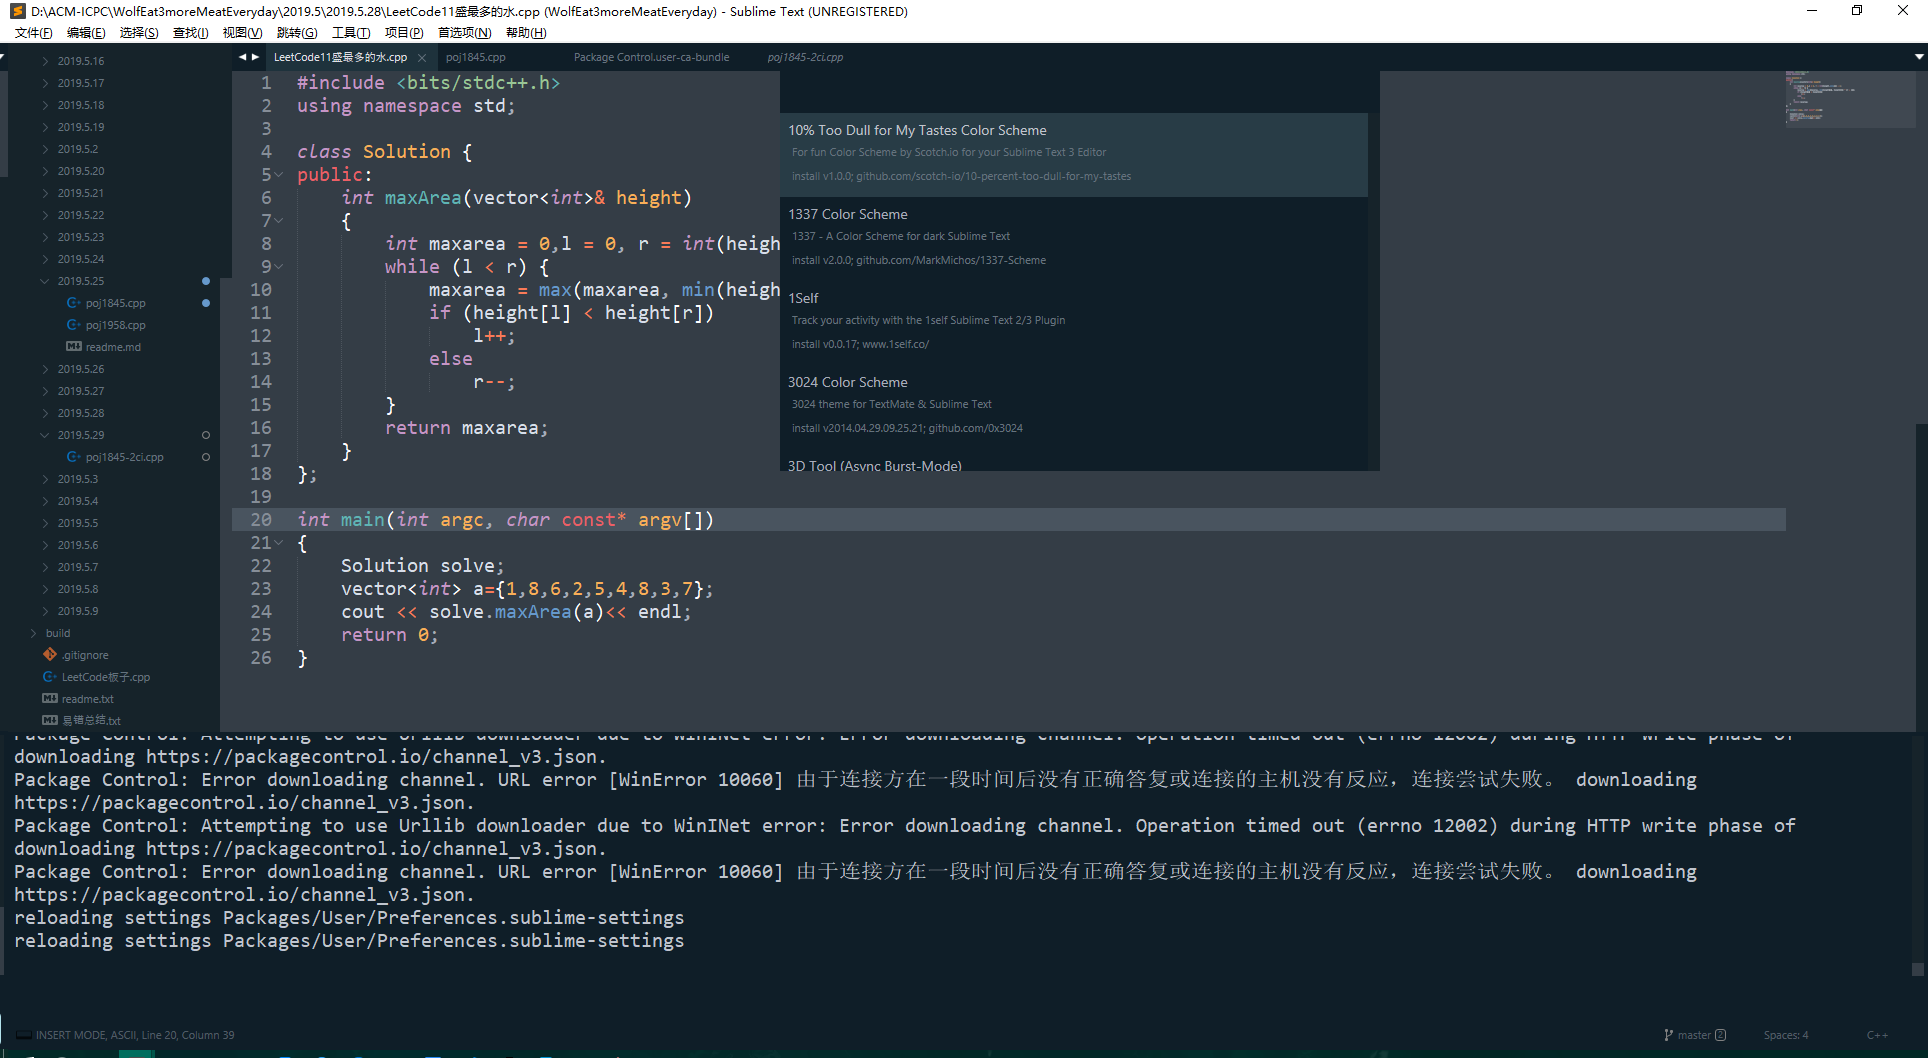 D:\ACM-ICPC\WolfEat3moreMeatEveryday\2019.5\2019.5.28\LeetCode11盛最多的水.cpp (WolfEat3moreMeatEveryday) - Sublime Text (UNREGISTERED)
文件(F) 编辑(E) 选择(S) 查找(I) 视图(V) 跳转(G) 工具(T) 项目(P) 首选项(N) 帮助(H)
LeetCode11盛最多的水.cpp poj1845.cpp Package Control.user-ca-bundle poj1845-2ci.cpp
2019.5.16
2019.5.17
2019.5.18
2019.5.19
2019.5.2
2019.5.20
2019.5.21
2019.5.22
2019.5.23
2019.5.24
2019.5.25
poj1845.cpp
poj1958.cpp
readme.md
2019.5.26
2019.5.27
2019.5.28
2019.5.29
poj1845-2ci.cpp
2019.5.3
2019.5.4
2019.5.5
2019.5.6
2019.5.7
2019.5.8
2019.5.9
build
.gitignore
LeetCode板子.cpp
readme.txt
易错总结.txt
1 #include <bits/stdc++.h>
2 using namespace std;
3
4 class Solution {
5 public:
6 int maxArea(vector<int>& height)
7 {
8 int maxarea = 0,l = 0, r = int(heigh
9 while (l < r) {
10 maxarea = max(maxarea, min(heigh
11 if (height[l] < height[r])
12 l++;
13 else
14 r--;
15 }
16 return maxarea;
17 }
18 };
19
20 int main(int argc, char const* argv[])
21 {
22 Solution solve;
23 vector<int> a={1,8,6,2,5,4,8,3,7};
24 cout << solve.maxArea(a)<< endl;
25 return 0;
26 }
10% Too Dull for My Tastes Color Scheme
For fun Color Scheme by Scotch.io for your Sublime Text 3 Editor
install v1.0.0; github.com/scotch-io/10-percent-too-dull-for-my-tastes
1337 Color Scheme
1337 - A Color Scheme for dark Sublime Text
install v2.0.0; github.com/MarkMichos/1337-Scheme
1Self
Track your activity with the 1self Sublime Text 2/3 Plugin
install v0.0.17; www.1self.co/
3024 Color Scheme
3024 theme for TextMate & Sublime Text
install v2014.04.29.09.25.21; github.com/0x3024
3D Tool (Async Burst-Mode)
Package Control: Attempting to use Urllib downloader due to WinINet error: Error downloading channel. Operation timed out (errno 12002) during HTTP write phase of
downloading https://packagecontrol.io/channel_v3.json.
Package Control: Error downloading channel. URL error [WinError 10060] 由于连接方在一段时间后没有正确答复或连接的主机没有反应，连接尝试失败。 downloading
https://packagecontrol.io/channel_v3.json.
Package Control: Attempting to use Urllib downloader due to WinINet error: Error downloading channel. Operation timed out (errno 12002) during HTTP write phase of
downloading https://packagecontrol.io/channel_v3.json.
Package Control: Error downloading channel. URL error [WinError 10060] 由于连接方在一段时间后没有正确答复或连接的主机没有反应，连接尝试失败。 downloading
https://packagecontrol.io/channel_v3.json.
reloading settings Packages/User/Preferences.sublime-settings
reloading settings Packages/User/Preferences.sublime-settings
INSERT MODE, ASCII, Line 20, Column 39 master 2 Spaces: 4 C++